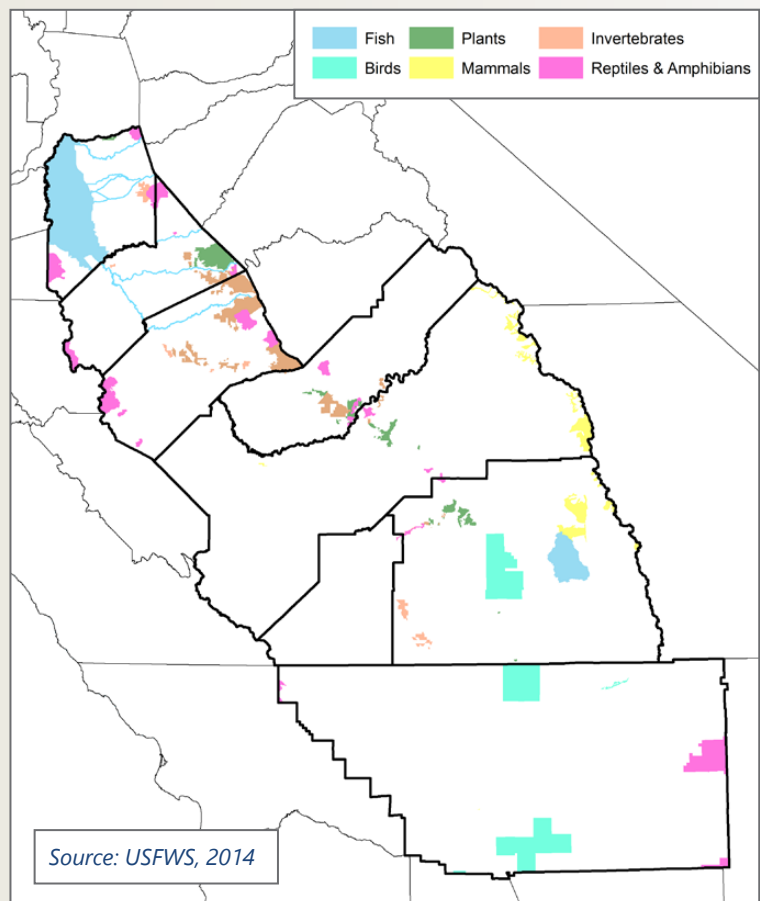 Fish Plants Invertebrates
Birds Mammals Reptiles & Amphibians
Source: USFWS, 2014